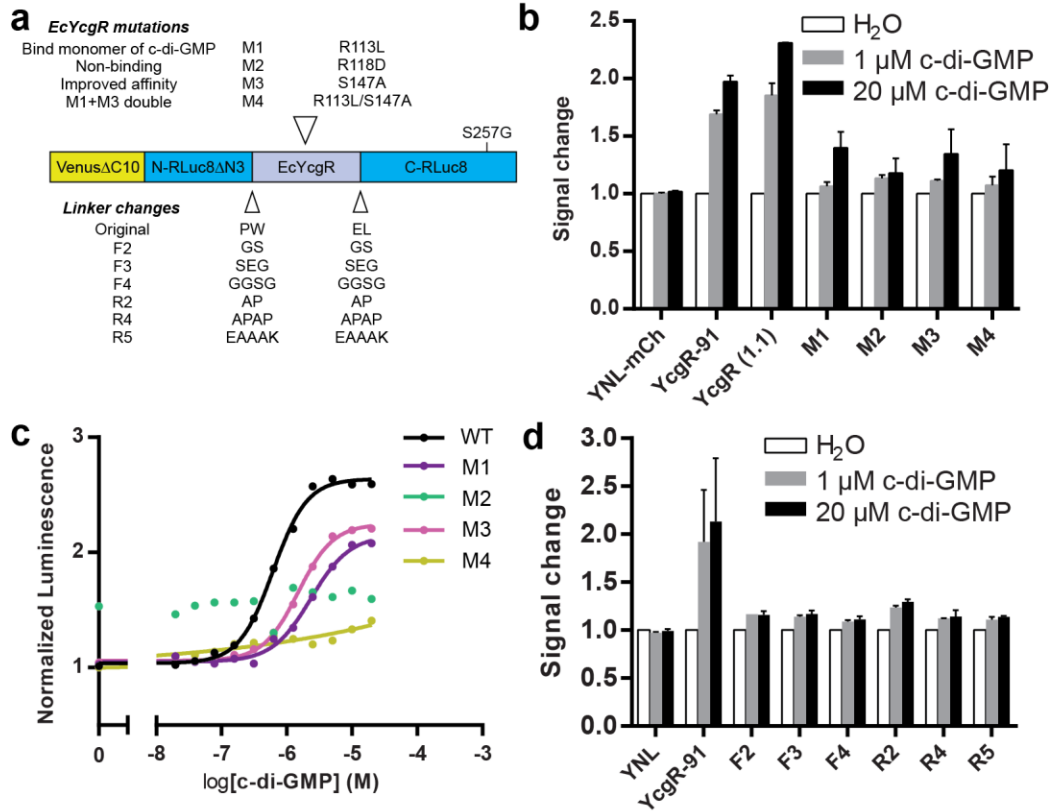 a
EcYcgR mutations
Bind monomer of c-di-GMP M1 R113L
Non-binding M2 R118D
Improved affinity M3 S147A
M1+M3 double M4 R113L/S147A
S257G
VenusΔC10 N-RLuc8ΔN3 EcYcgR C-RLuc8
Linker changes
Original PW EL
F2 GS GS
F3 SEG SEG
F4 GGSG GGSG
R2 AP AP
R4 APAP APAP
R5 EAAAK EAAAK
b
Signal change
2.5
2.0
1.5
1.0
0.5
0.0
H₂O
1 µM c-di-GMP
20 µM c-di-GMP
YNL-mCh YcgR-91 YcgR (1.1) M1 M2 M3 M4
c
Normalized Luminescence
3
2
1
WT
M1
M2
M3
M4
0 -8 -7 -6 -5 -4 -3
log[c-di-GMP] (M)
d
Signal change
3.0
2.5
2.0
1.5
1.0
0.5
0.0
H₂O
1 µM c-di-GMP
20 µM c-di-GMP
YNL YcgR-91 F2 F3 F4 R2 R4 R5